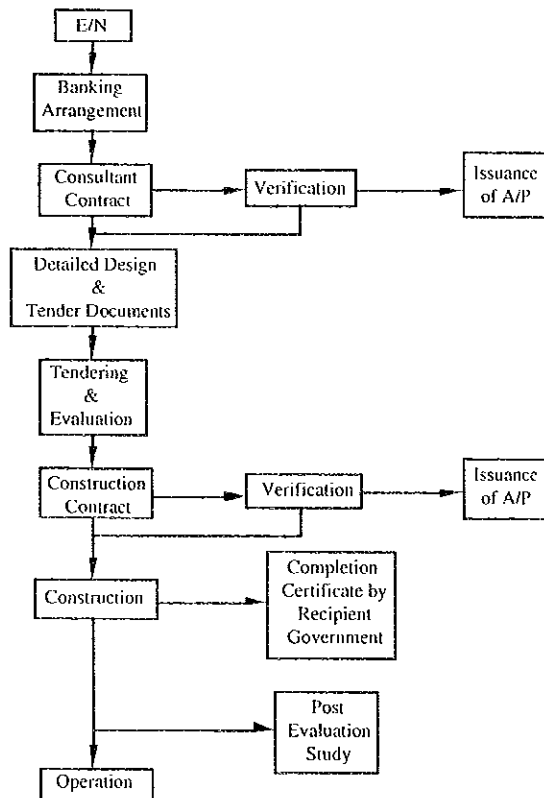 E/N
Banking
Arrangement
Consultant
Contract
Verification
Issuance
of A/P
Detailed Design
&
Tender Documents
Tendering
&
Evaluation
Construction
Contract
Verification
Issuance
of A/P
Construction
Completion
Certificate by
Recipient
Government
Post
Evaluation
Study
Operation